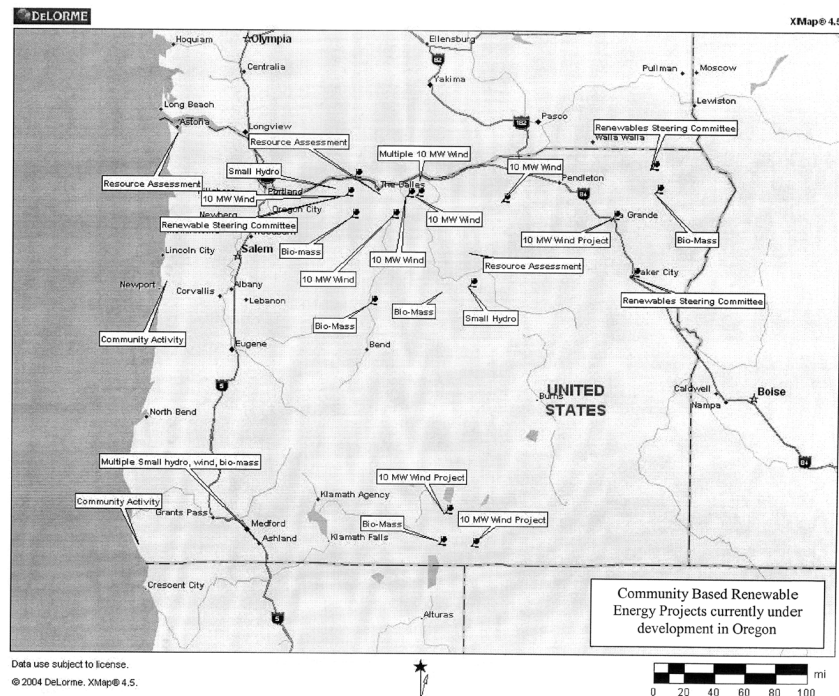 DELORME
XMap® 4.5
Hoquiam
Olympia
Ellensburg
Centralia
82
Yakima
Pullman
Moscow
Lewiston
Long Beach
Astoria
Longview
182
Pasco
Walla Walla
Renewables Steering Committee
Resource Assessment
Multiple 10 MW Wind
Small Hydro
10 MW Wind
Resource Assessment
The Dalles
Pendleton
84
Portland
10 MW Wind
Oregon City
Newberg
Renewable Steering Committee
10 MW Wind
Grande
10 MW Wind Project
Bio-Mass
Lincoln City
Salem
Bio-mass
10 MW Wind
10 MW Wind
Resource Assessment
aker City
Newport
Albany
Corvallis
Lebanon
Bio-Mass
Small Hydro
Renewables Steering Committee
Community Activity
Bio-Mass
Eugene
Bend
5
UNITED
STATES
Burns
Caldwell
Nampa
Boise
North Bend
84
Multiple Small hydro, wind, bio-mass
Community Activity
Klamath Agency
10 MW Wind Project
Grants Pass
Medford
Ashland
Klamath Falls
Bio-Mass
10 MW Wind Project
Crescent City
5
Alturas
Community Based Renewable
Energy Projects currently under
development in Oregon
Data use subject to license.
© 2004 DeLorme. XMap® 4.5.
mi
0 20 40 60 80 100